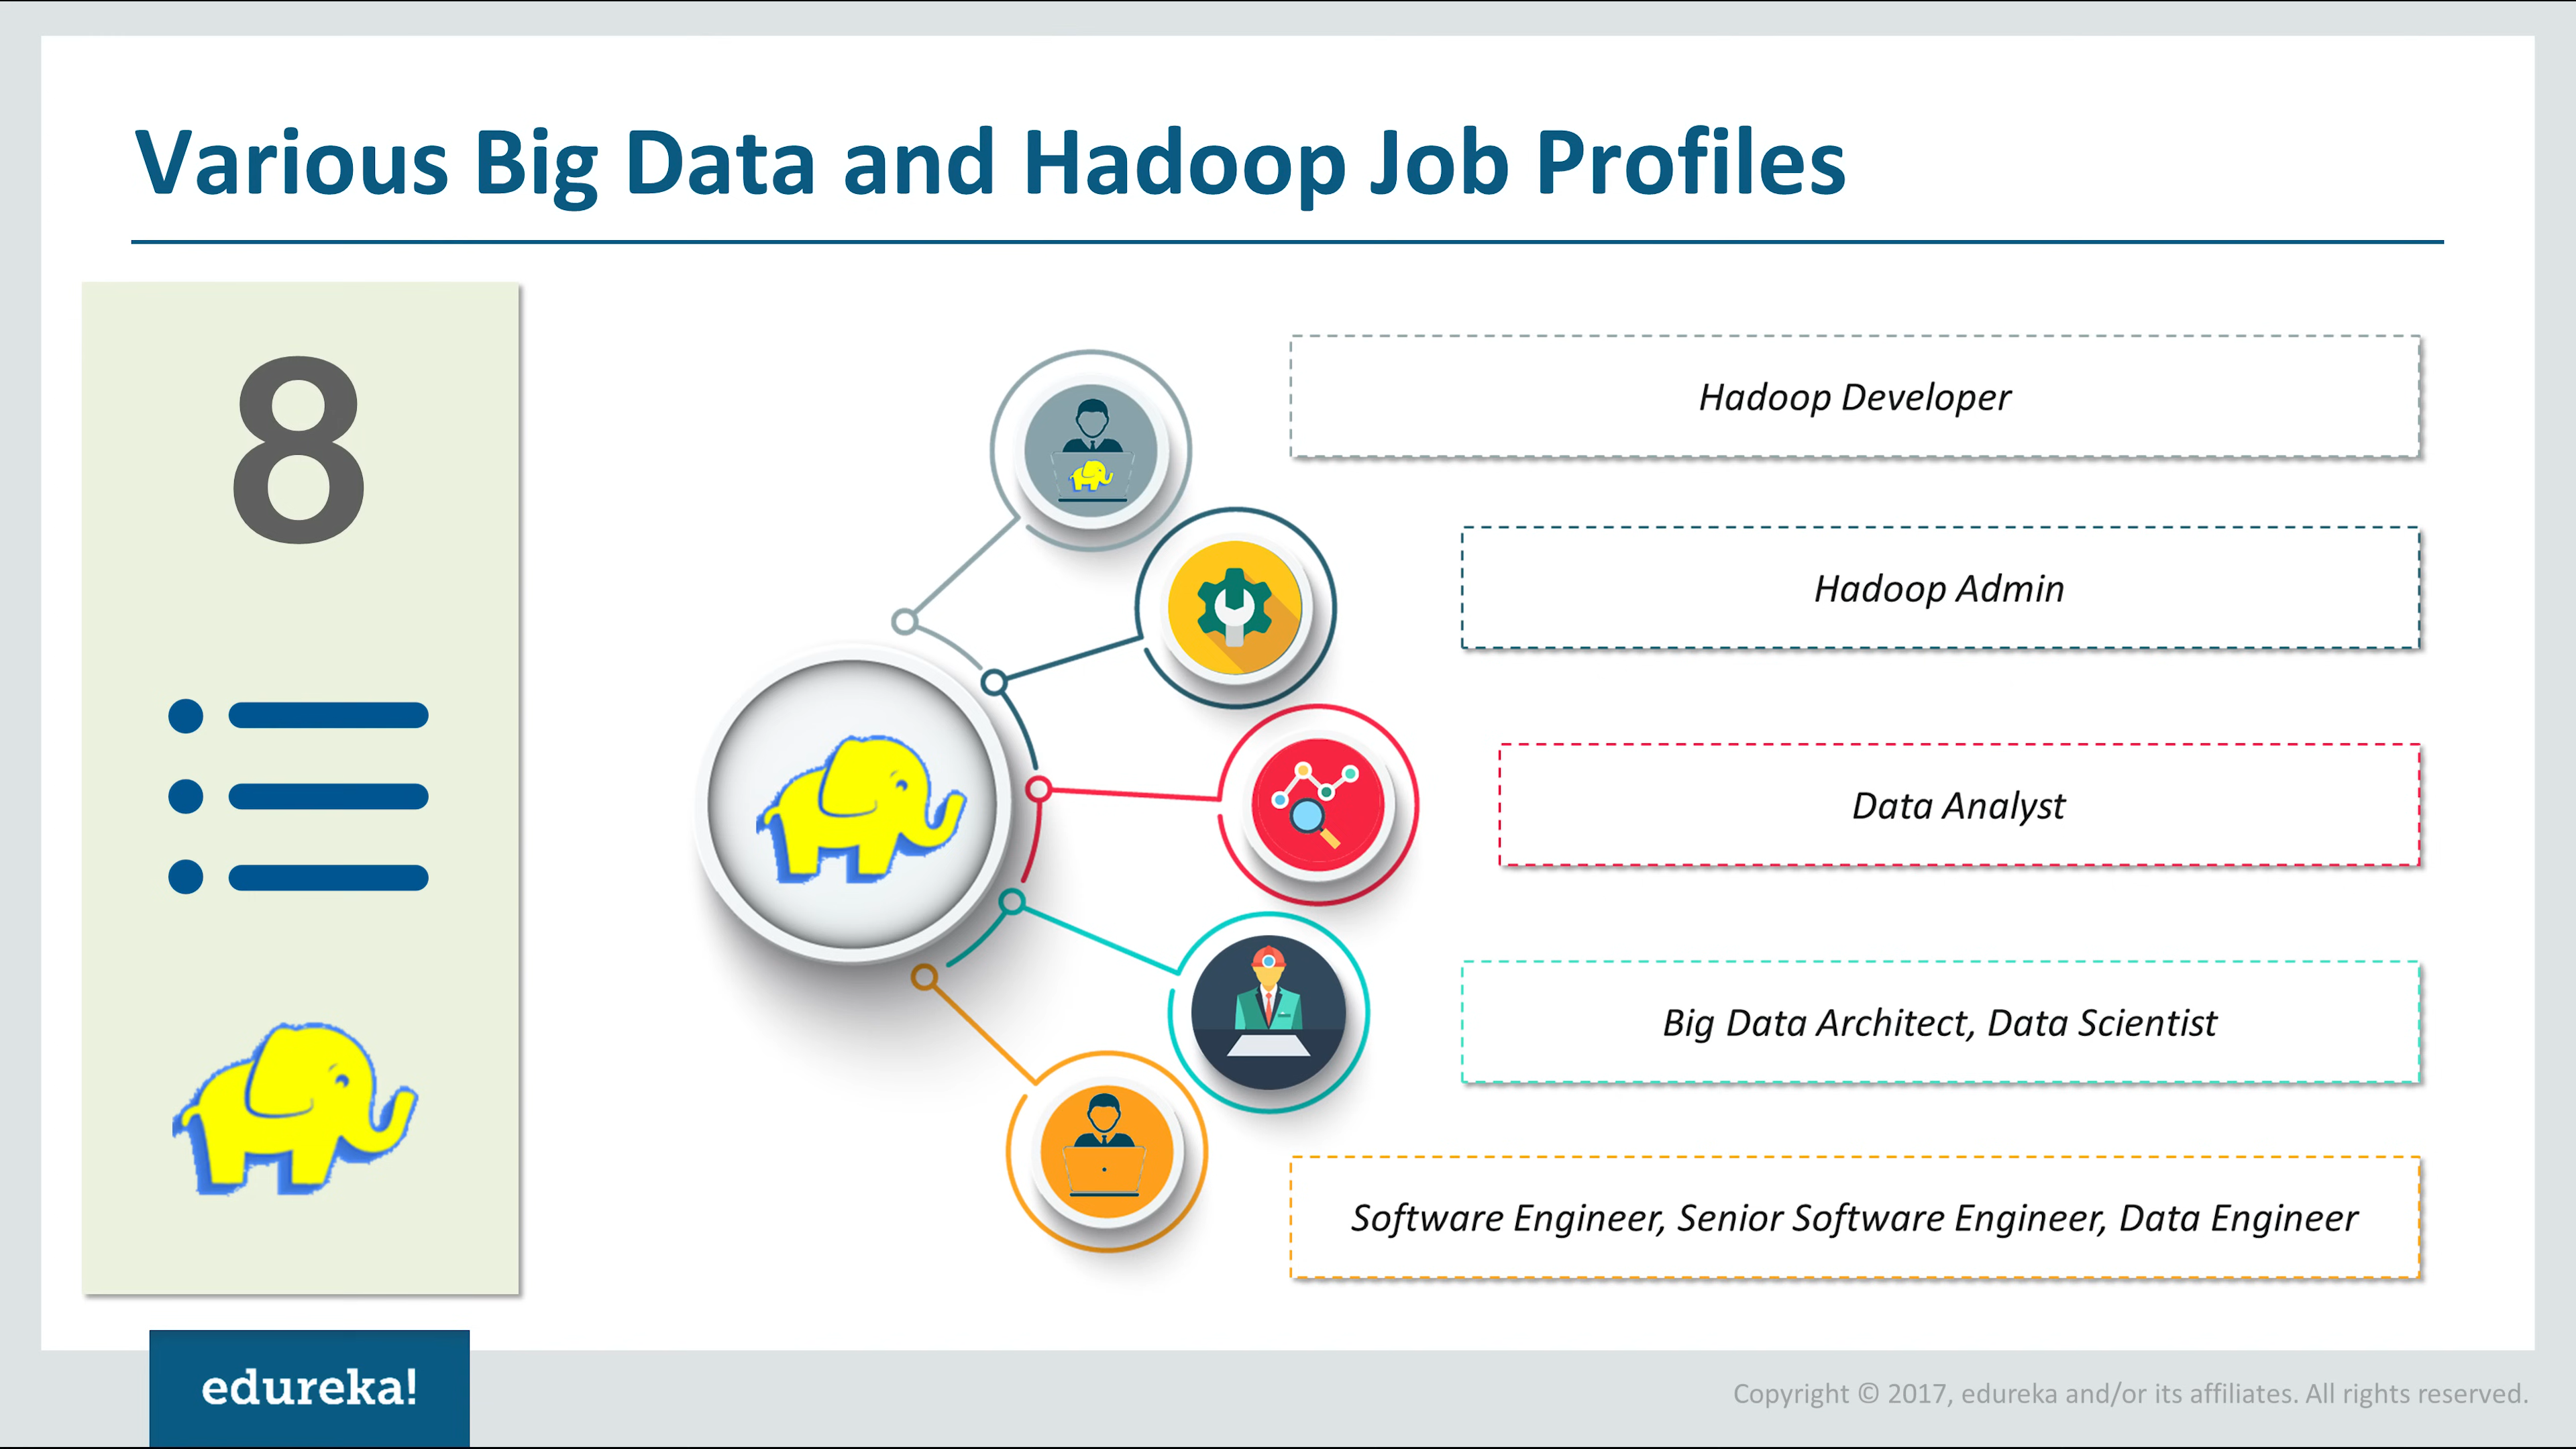 Various Big Data and Hadoop Job Profiles
8
Hadoop Developer
Hadoop Admin
Data Analyst
Big Data Architect, Data Scientist
Software Engineer, Senior Software Engineer, Data Engineer
edureka!
Copyright © 2017, edureka and/or its affiliates. All rights reserved.